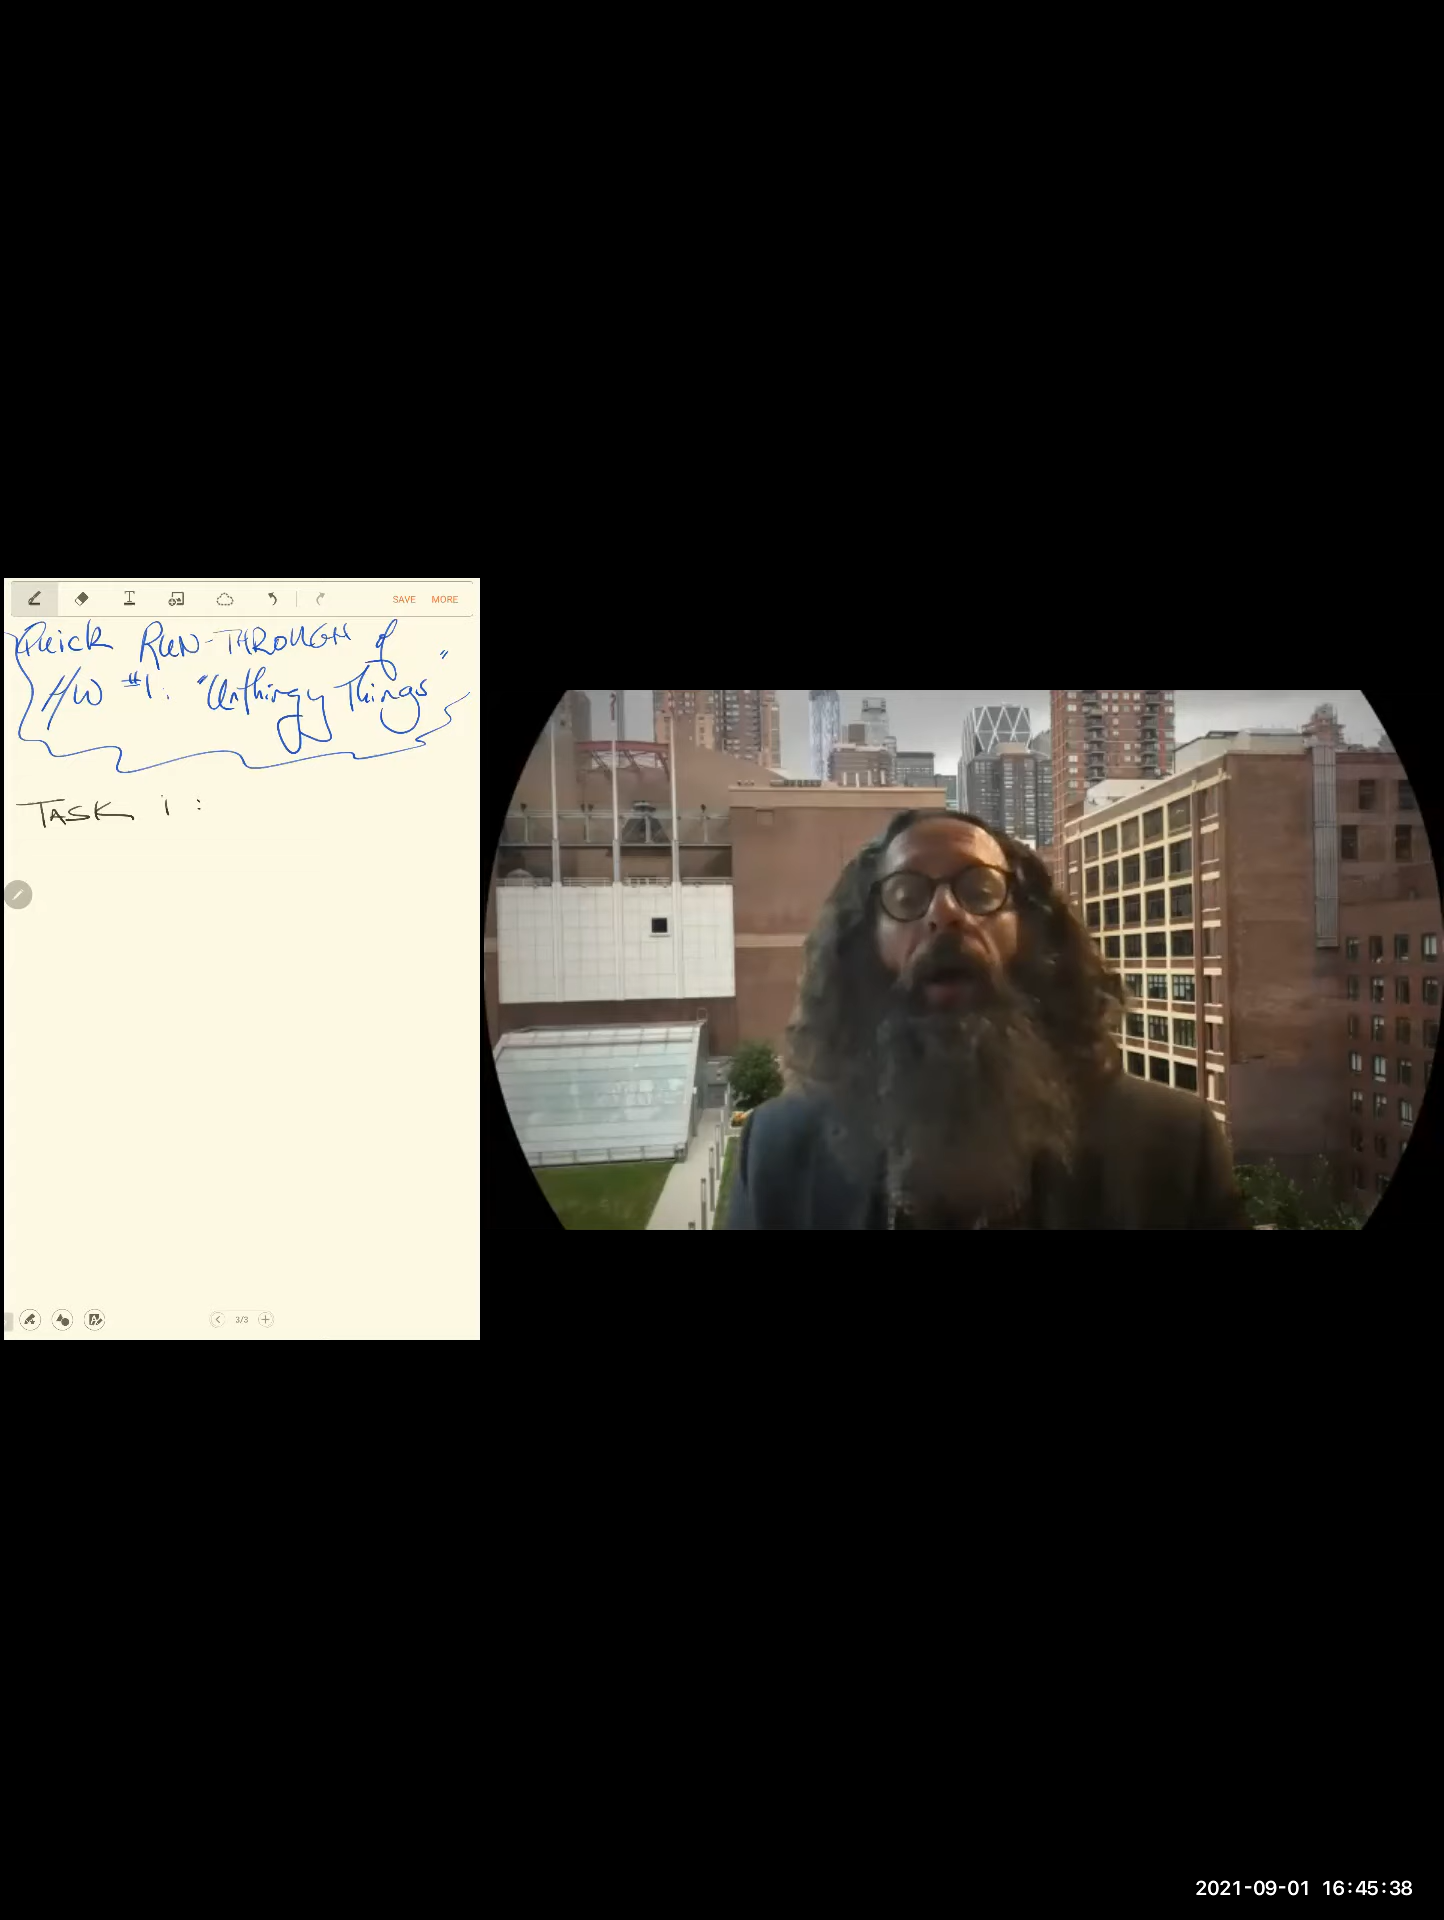 SAVE MORE
Quick RUN-THROUGH of
H/W #1: "Unthingy Things"
TASK 1 :
3/3
2021-09-01 16:45:38